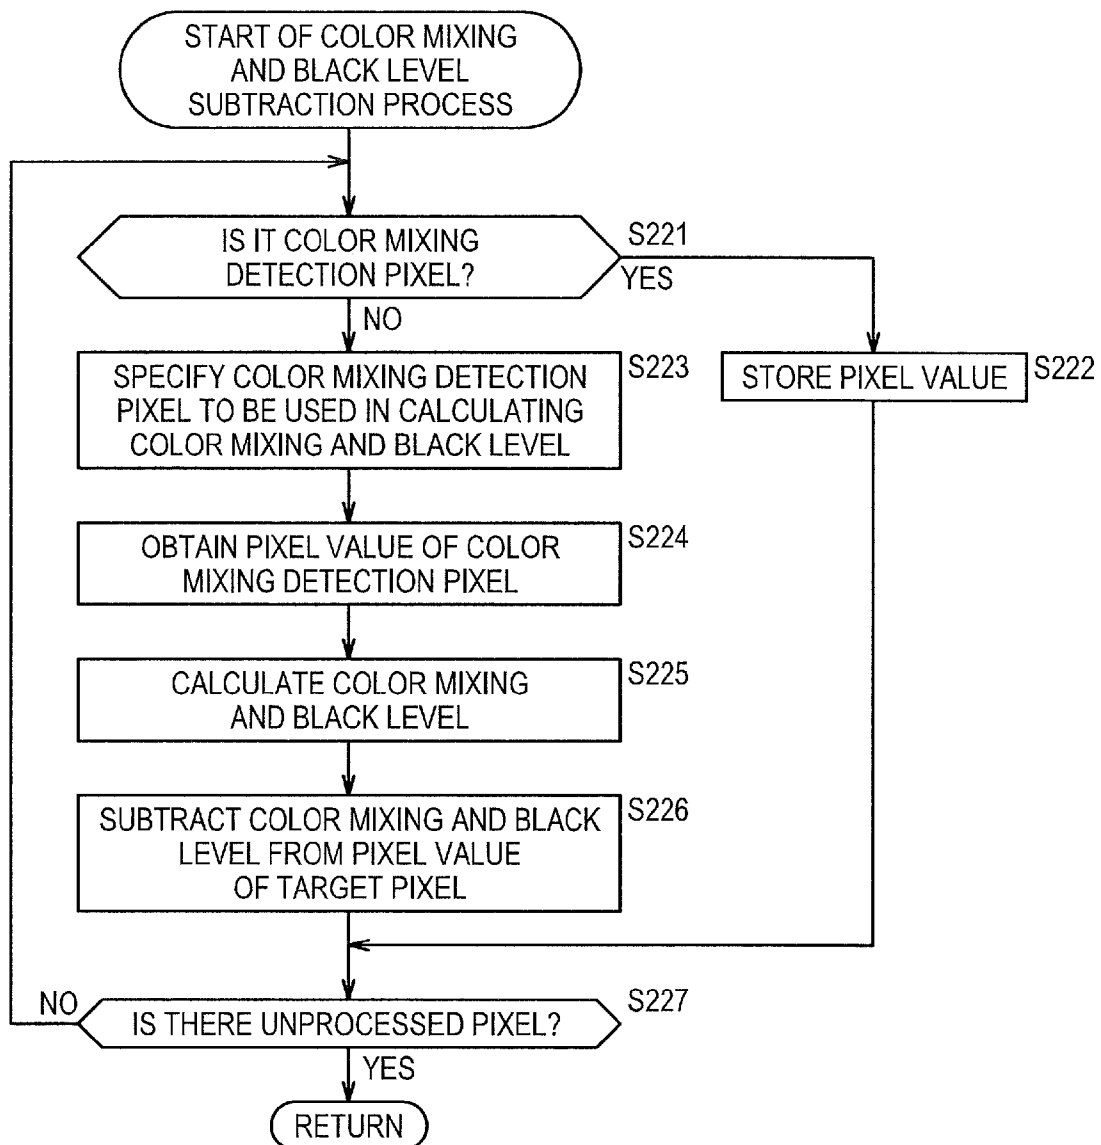 START OF COLOR MIXING
AND BLACK LEVEL
SUBTRACTION PROCESS
IS IT COLOR MIXING
DETECTION PIXEL?
S221
YES
NO
SPECIFY COLOR MIXING DETECTION
PIXEL TO BE USED IN CALCULATING
COLOR MIXING AND BLACK LEVEL
S223
STORE PIXEL VALUE
S222
OBTAIN PIXEL VALUE OF COLOR
MIXING DETECTION PIXEL
S224
CALCULATE COLOR MIXING
AND BLACK LEVEL
S225
SUBTRACT COLOR MIXING AND BLACK
LEVEL FROM PIXEL VALUE
OF TARGET PIXEL
S226
NO
IS THERE UNPROCESSED PIXEL?
S227
YES
RETURN